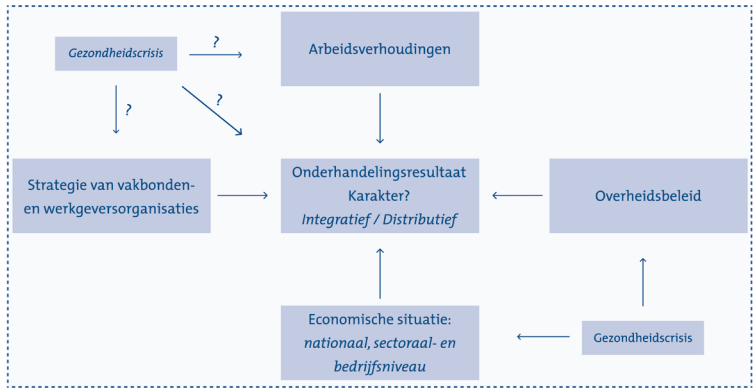 Gezondheidscrisis
?
Arbeidsverhoudingen
?
?
Strategie van vakbonden-
en werkgeversorganisaties
Onderhandelingsresultaat
Karakter?
Integratief / Distributief
Overheidsbeleid
Economische situatie:
nationaal, sectoraal- en
bedrijfsniveau
Gezondheidscrisis